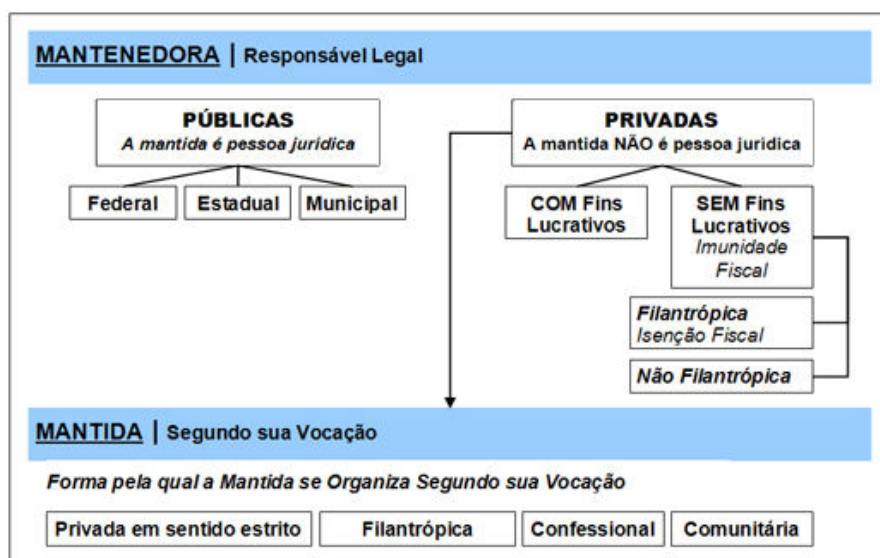 MANTENEDORA | Responsável Legal
PÚBLICAS
A mantida é pessoa juridica
Federal
Estadual
Municipal
PRIVADAS
A mantida NÃO é pessoa juridica
COM Fins
Lucrativos
SEM Fins
Lucrativos
Imunidade
Fiscal
Filantrópica
Isenção Fiscal
Não Filantrópica
MANTIDA | Segundo sua Vocação
Forma pela qual a Mantida se Organiza Segundo sua Vocação
Privada em sentido estrito
Filantrópica
Confessional
Comunitária